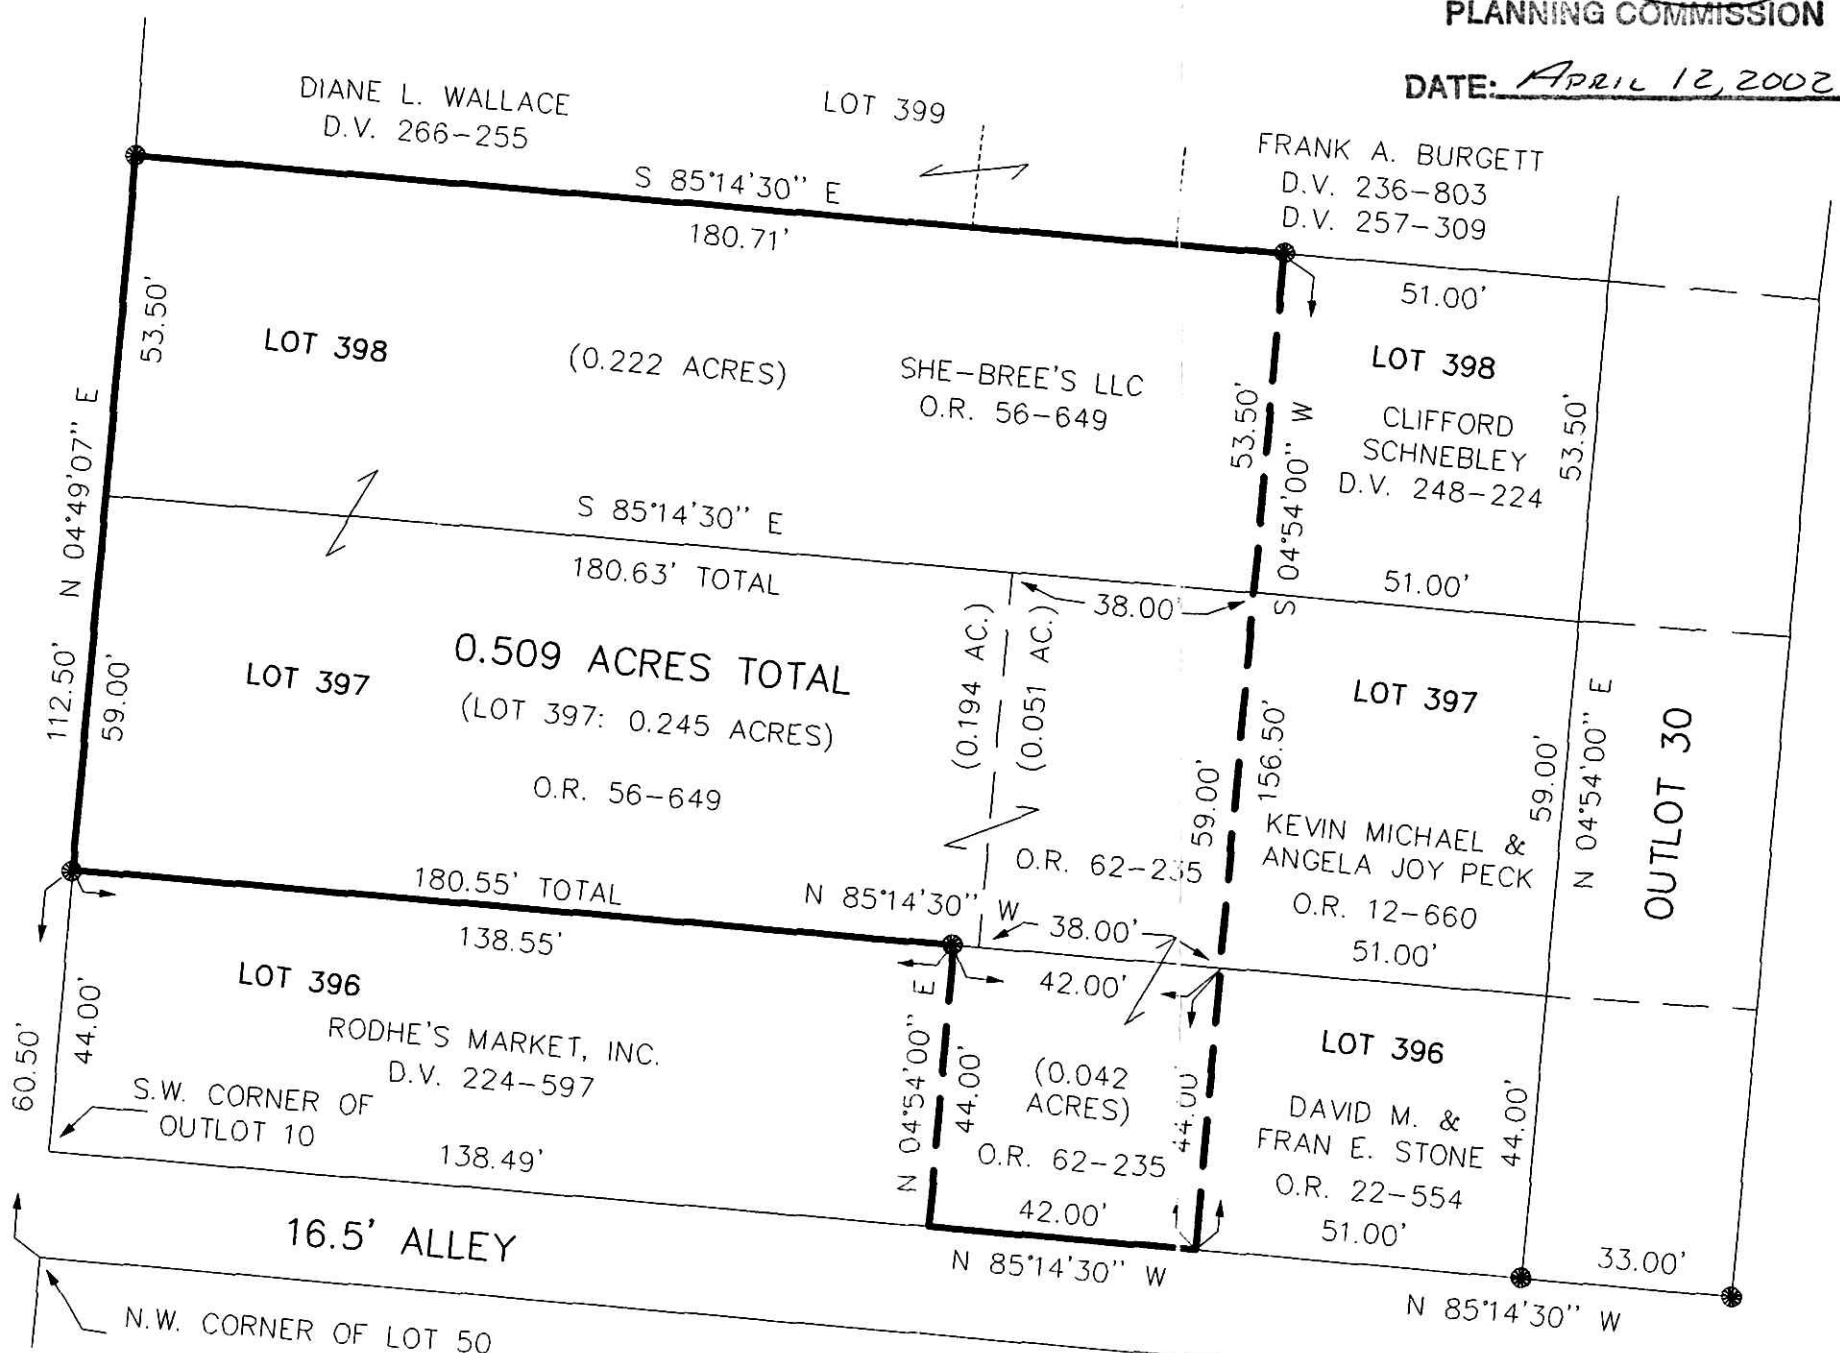 PLANNING COMMISSION
DATE: APRIL 12, 2002
DIANE L. WALLACE
D.V. 266-255
LOT 399
FRANK A. BURGETT
D.V. 236-803
D.V. 257-309
S 85°14'30" E
180.71'
51.00'
53.50'
LOT 398
(0.222 ACRES)
SHE-BREE'S LLC
O.R. 56-649
53.50'
S 04°54'00" W
LOT 398
CLIFFORD
SCHNEBLEY
D.V. 248-224
53.50'
N 04°49'07" E
112.50'
S 85°14'30" E
180.63' TOTAL
38.00'
51.00'
59.00'
LOT 397
0.509 ACRES TOTAL
(LOT 397: 0.245 ACRES)
O.R. 56-649
(0.194 AC.)
(0.051 AC.)
O.R. 62-235
59.00'
156.50'
LOT 397
KEVIN MICHAEL &
ANGELA JOY PECK
O.R. 12-660
51.00'
59.00'
N 04°54'00" E
OUTLOT 30
180.55' TOTAL
N 85°14'30" W
38.00'
138.55'
42.00'
60.50'
44.00'
LOT 396
RODHE'S MARKET, INC.
D.V. 224-597
S.W. CORNER OF
OUTLOT 10
138.49'
N 04°54'00" E
44.00'
(0.042
ACRES)
O.R. 62-235
42.00'
44.00'
LOT 396
DAVID M. &
FRAN E. STONE
O.R. 22-554
51.00'
44.00'
16.5' ALLEY
N 85°14'30" W
33.00'
N 85°14'30" W
N.W. CORNER OF LOT 50